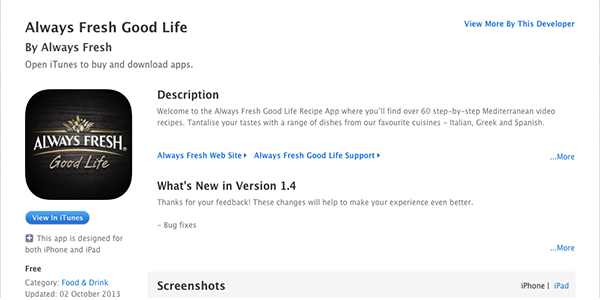 Always Fresh Good Life
View More By This Developer
By Always Fresh
Open iTunes to buy and download apps.
ALWAYS FRESH®
Good Life
View In iTunes
This app is designed for
both iPhone and iPad
Free
Category: Food & Drink
Updated: 02 October 2013
Description
Welcome to the Always Fresh Good Life Recipe App where you'll find over 60 step-by-step Mediterranean video
recipes. Tantalise your tastes with a range of dishes from our favourite cuisines - Italian, Greek and Spanish.
Always Fresh Web Site Always Fresh Good Life Support
...More
What's New in Version 1.4
Thanks for your feedback! These changes will help to make your experience even better.
- Bug fixes
...More
Screenshots
iPhone | iPad